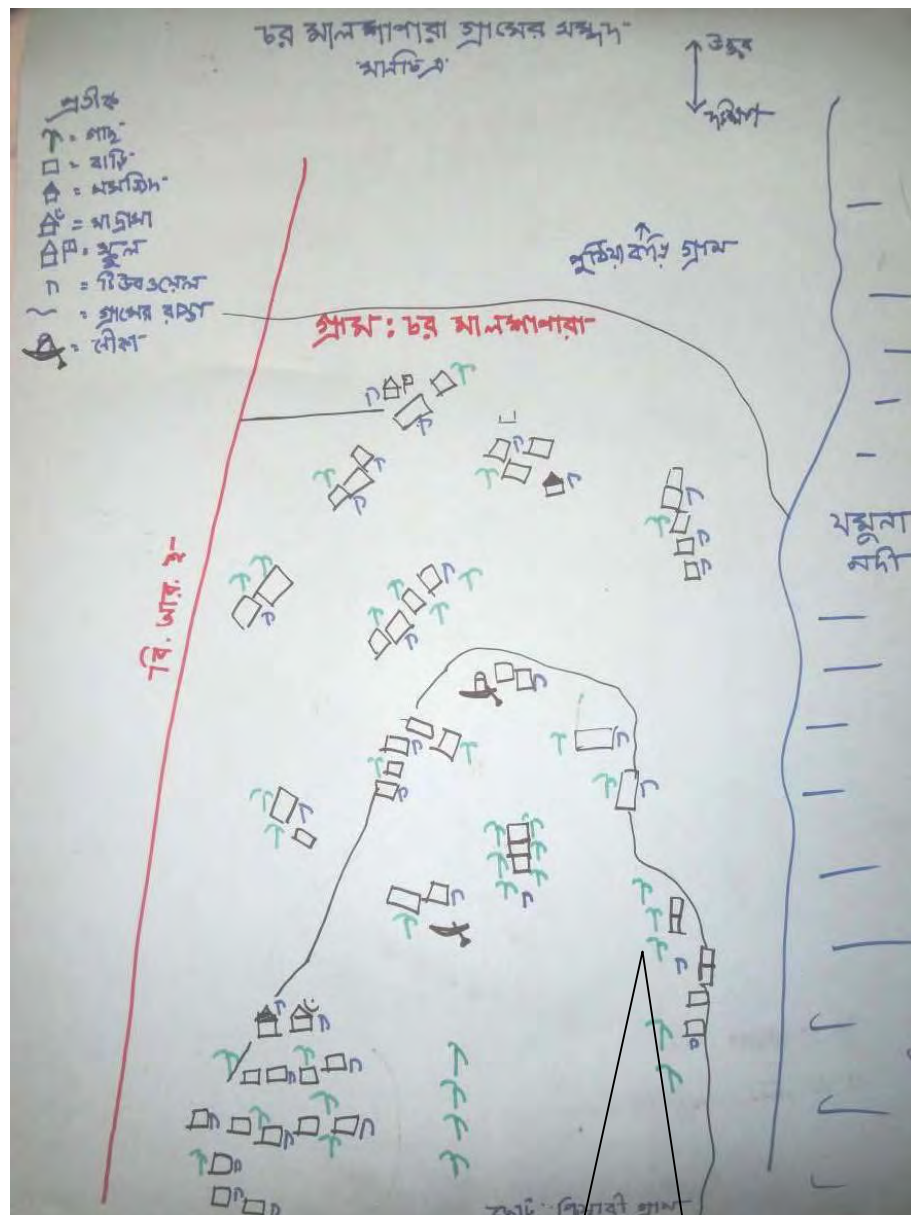 চর মালশাপারা গ্রামের সম্পদ
মানচিত্র
উত্তর
দক্ষিণ
প্রতীক
= গাছ
= বাড়ি
= মসজিদ
= মাদ্রাসা
= স্কুল
= টিউবওয়েল
= গ্রামের রাস্তা
= নৌকা
পুঠিয়াবাড়ি গ্রাম
গ্রাম : চর মালশাপারা
বি. আর. ই
যমুনা
নদী
গ্রাম